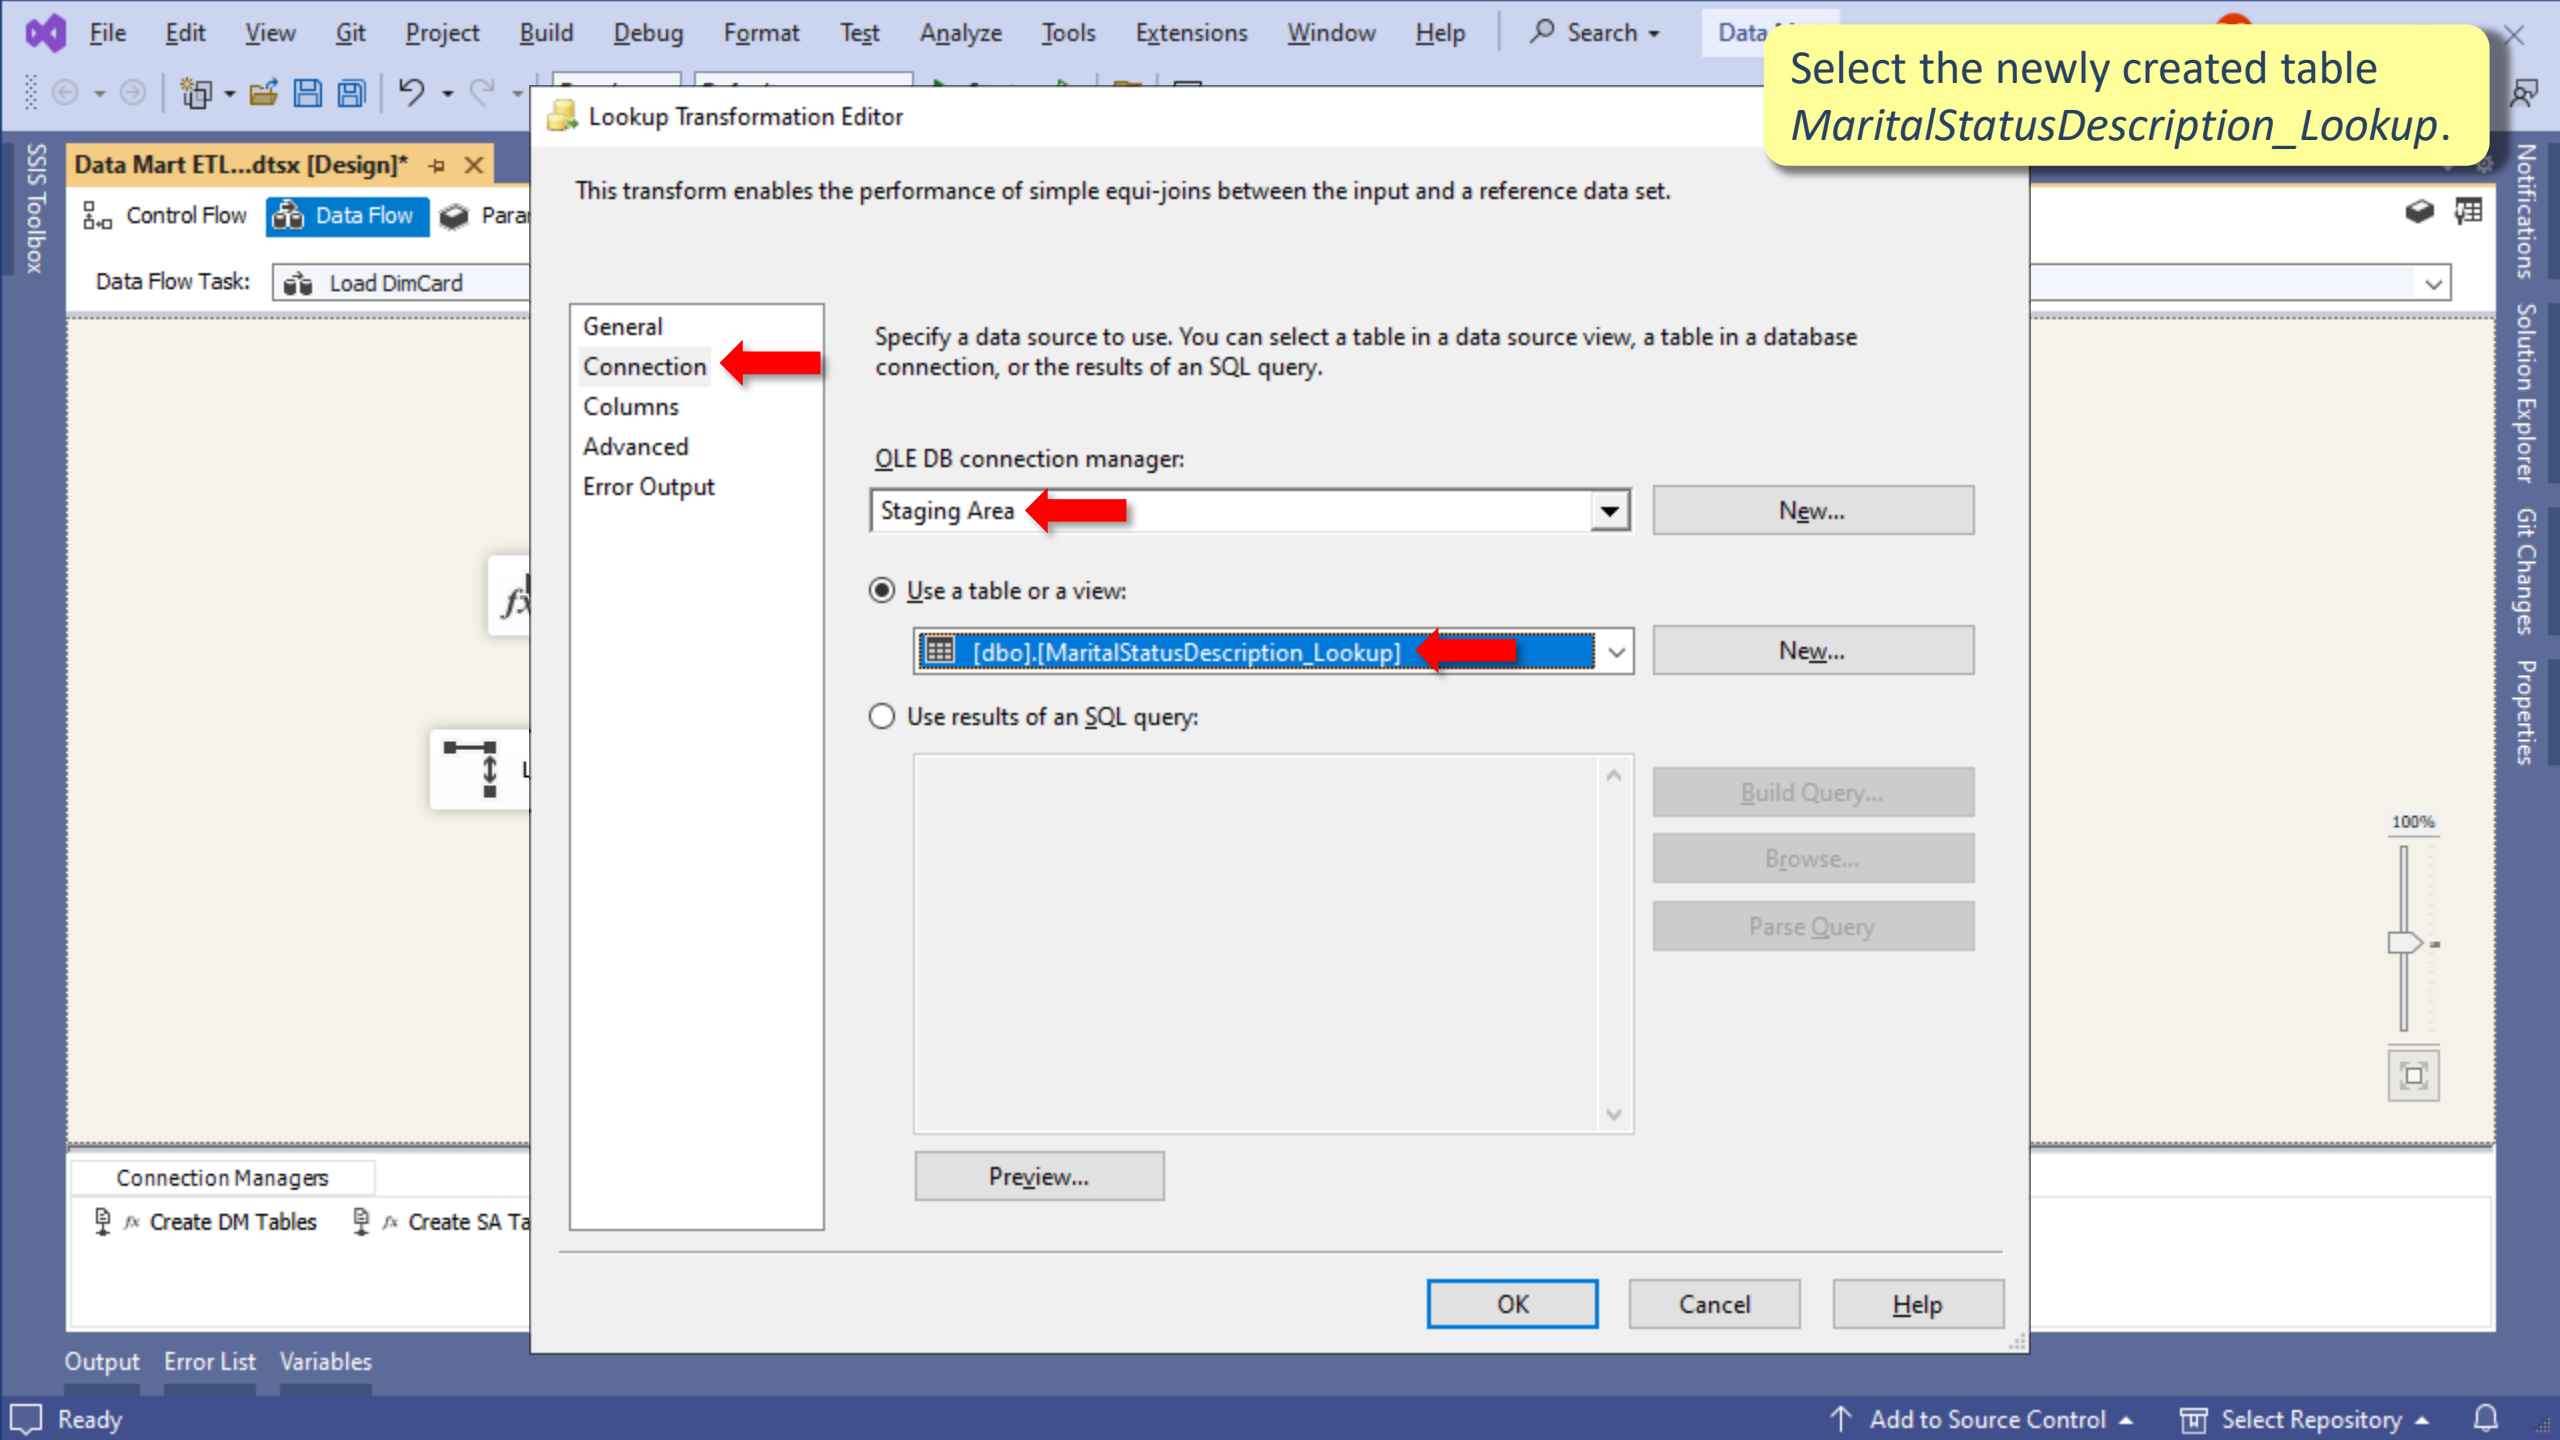 File Edit View Git Project Build Debug Format Test Analyze Tools Extensions Window Help Search
Select the newly created table
MaritalStatusDescription_Lookup.
Lookup Transformation Editor
Data Mart ETL...dtsx [Design]*
This transform enables the performance of simple equi-joins between the input and a reference data set.
Control Flow Data Flow
Data Flow Task: Load DimCard
General
Connection
Columns
Advanced
Error Output
Specify a data source to use. You can select a table in a data source view, a table in a database
connection, or the results of an SQL query.
OLE DB connection manager:
Staging Area
New...
Use a table or a view:
[dbo].[MaritalStatusDescription_Lookup]
New...
Use results of an SQL query:
Build Query...
Browse...
Parse Query
Preview...
OK Cancel Help
100%
Connection Managers
Create DM Tables Create SA
Output Error List Variables
Ready
Add to Source Control Select Repository
SSIS Toolbox
Notifications
Solution Explorer
Git Changes
Properties